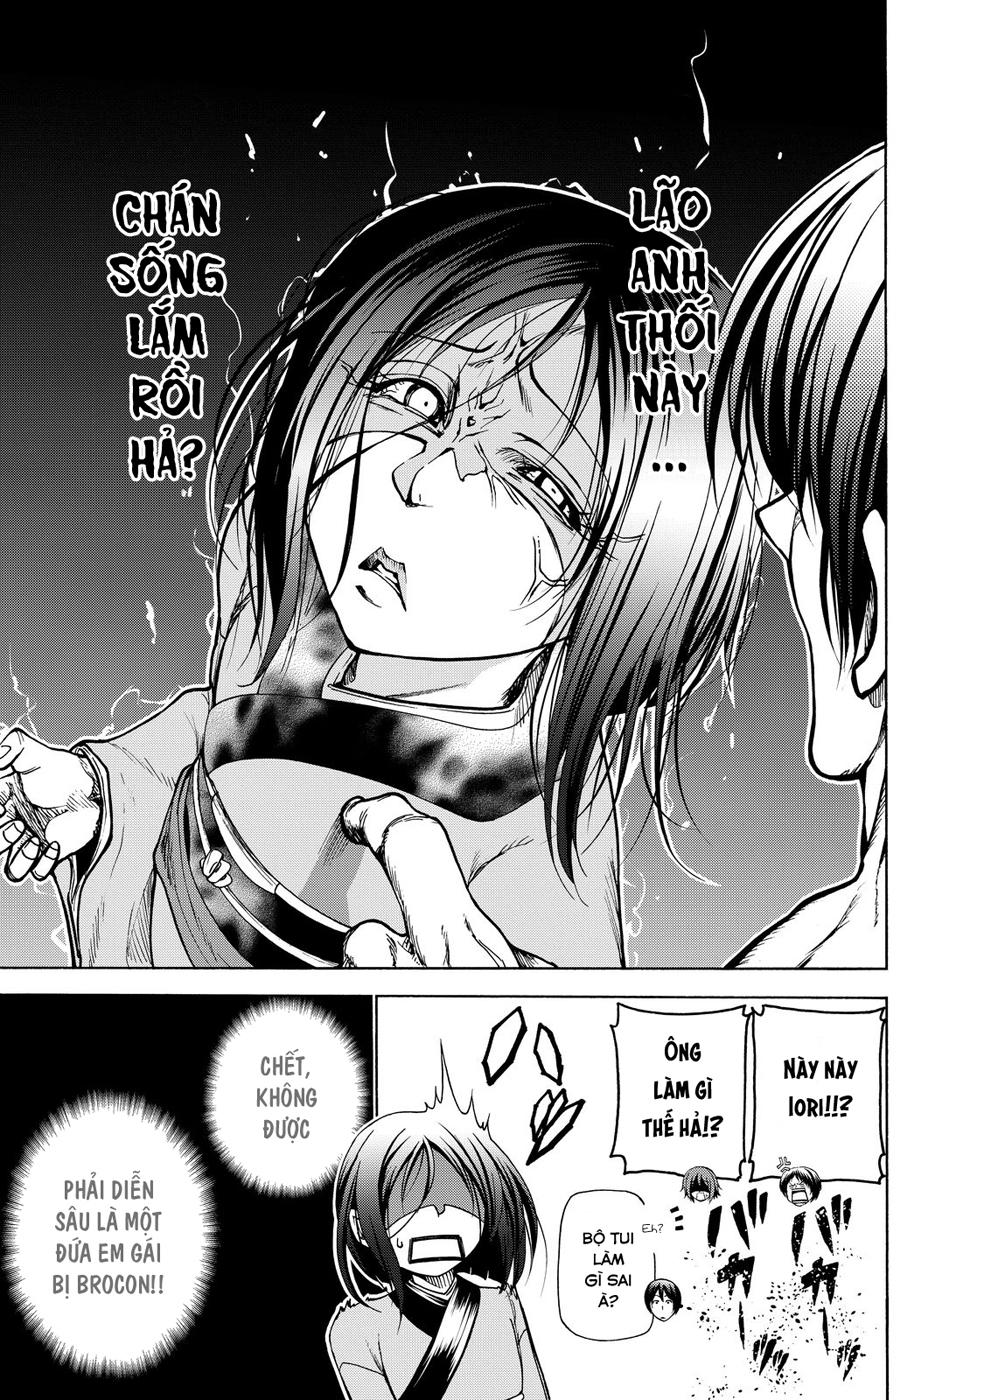 LÃO
ANH
THỐI
NÀY
...
CHÁN
SỐNG
LẮM
RỒI
HẢ?
NÀY NÀY
IORI!!?
ÔNG
LÀM GÌ
THẾ HẢ!?
Eh?
BỘ TUI
LÀM
GÌ SAI
À?
CHẾT,
KHÔNG
ĐƯỢC
PHẢI DIỄN
SÂU LÀ MỘT
ĐỨA EM GÁI
BỊ BROCON!!